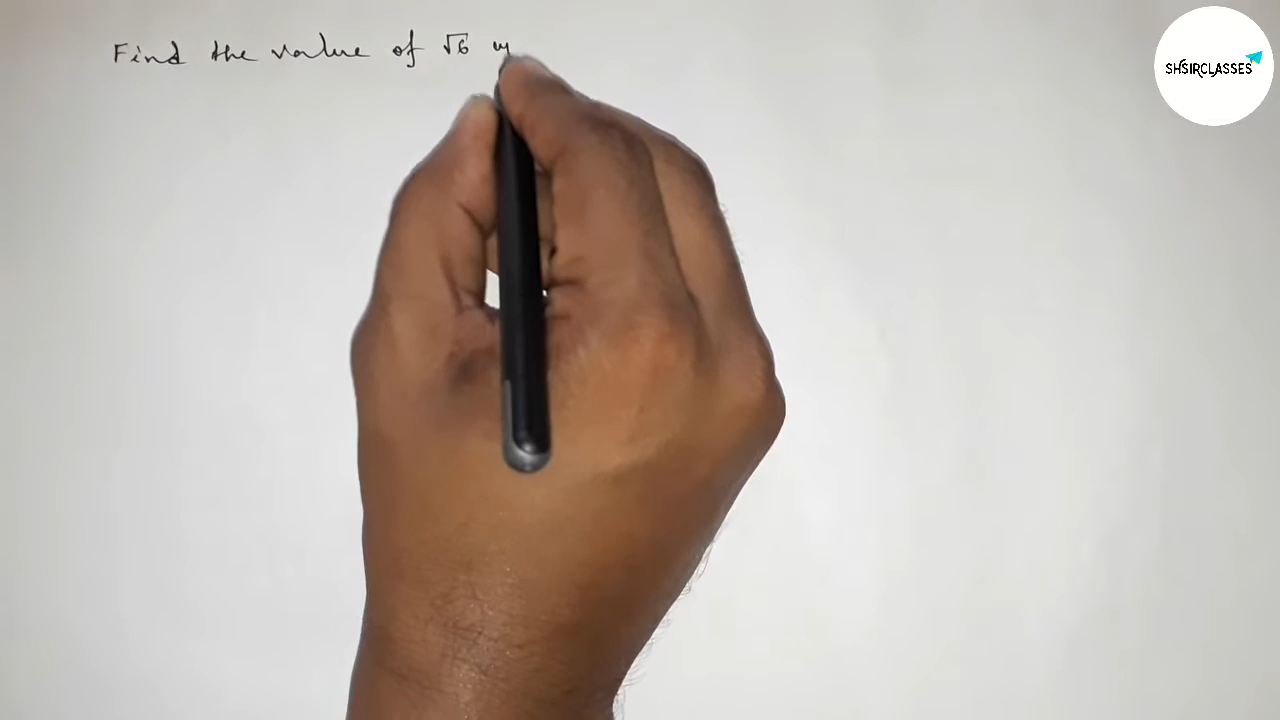 Find the value of √6
SHSIRCLASSES